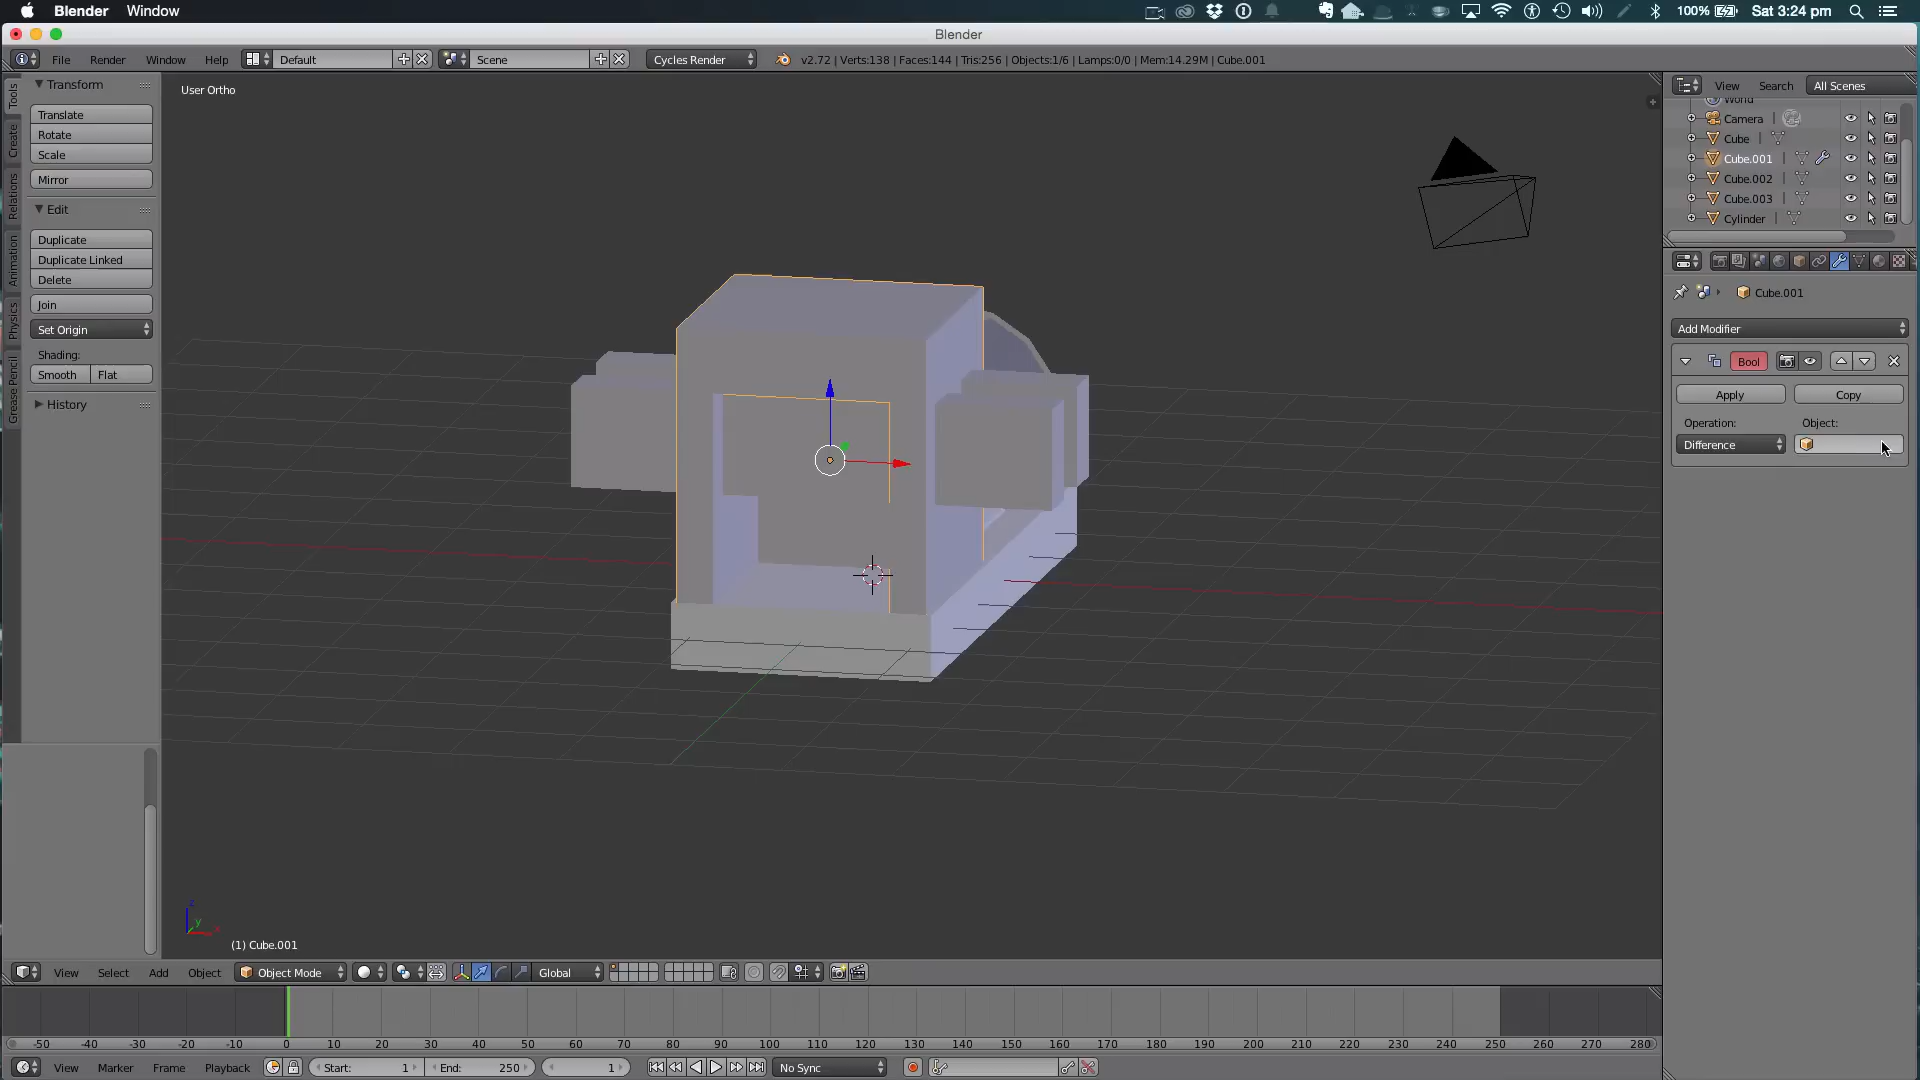 Blender Window 100% Sat 3:24 pm
Blender
File Render Window Help Default Scene Cycles Render v2.72 | Verts:138 | Faces:144 | Tris:256 | Objects:1/6 | Lamps:0/0 | Mem:14.29M | Cube.001
Tools
Create
Relations
Animation
Physics
Grease Pencil
Transform
Translate
Rotate
Scale
Mirror
Edit
Duplicate
Duplicate Linked
Delete
Join
Set Origin
Shading:
Smooth Flat
History
User Ortho
z
y
x
(1) Cube.001
View Search All Scenes
World
Camera
Cube
Cube.001
Cube.002
Cube.003
Cylinder
Cube.001
Add Modifier
Bool
Apply Copy
Operation: Object:
Difference
View Select Add Object Object Mode Global
-50 -40 -30 -20 -10 0 10 20 30 40 50 60 70 80 90 100 110 120 130 140 150 160 170 180 190 200 210 220 230 240 250 260 270 280
View Marker Frame Playback Start: 1 End: 250 1 No Sync